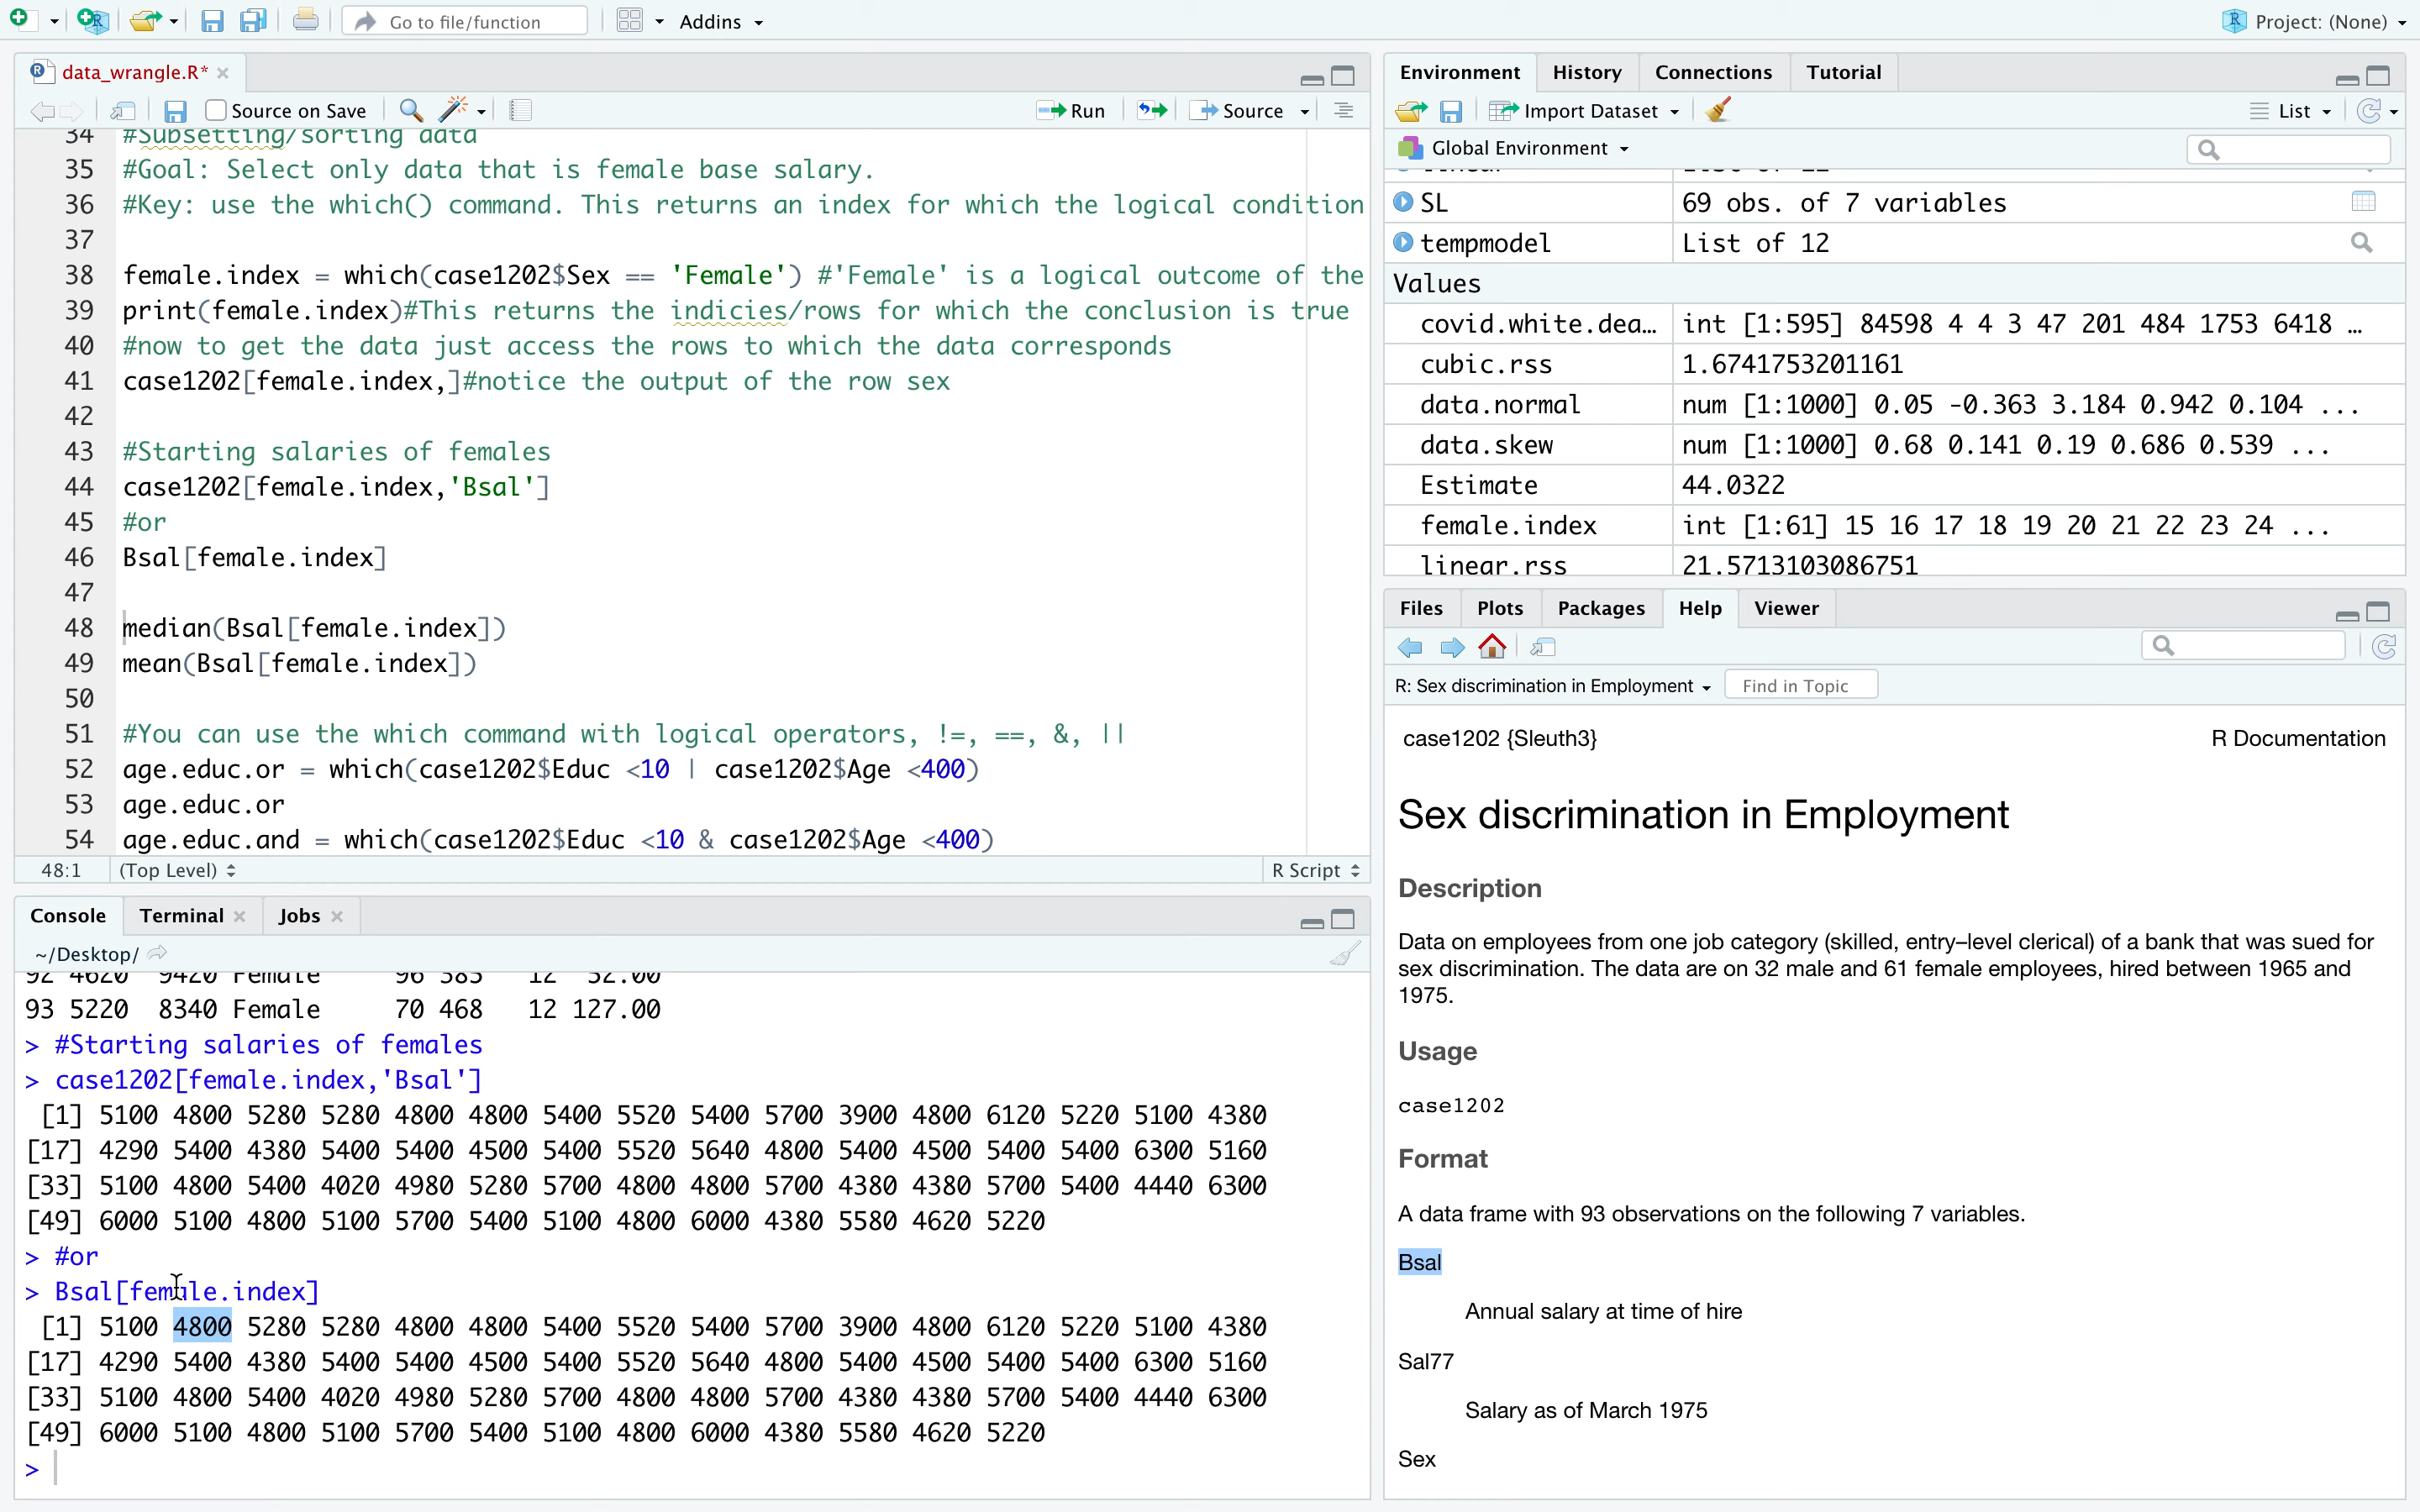 Go to file/function
Addins
Project: (None)
data_wrangle.R*
Source on Save
Run
Source
34 #Subsetting/sorting data
35 #Goal: Select only data that is female base salary.
36 #Key: use the which() command. This returns an index for which the logical condition
37
38 female.index = which(case1202$Sex == 'Female') #'Female' is a logical outcome of the
39 print(female.index)#This returns the indicies/rows for which the conclusion is true
40 #now to get the data just access the rows to which the data corresponds
41 case1202[female.index,]#notice the output of the row sex
42
43 #Starting salaries of females
44 case1202[female.index,'Bsal']
45 #or
46 Bsal[female.index]
47
48 median(Bsal[female.index])
49 mean(Bsal[female.index])
50
51 #You can use the which command with logical operators, !=, ==, &, ||
52 age.educ.or = which(case1202$Educ <10 | case1202$Age <400)
53 age.educ.or
54 age.educ.and = which(case1202$Educ <10 & case1202$Age <400)
48:1 (Top Level) R Script
Console Terminal Jobs
~/Desktop/
92 4620 9420 Female 96 385 12 52.00
93 5220 8340 Female 70 468 12 127.00
> #Starting salaries of females
> case1202[female.index,'Bsal']
[1] 5100 4800 5280 5280 4800 4800 5400 5520 5400 5700 3900 4800 6120 5220 5100 4380
[17] 4290 5400 4380 5400 5400 4500 5400 5520 5640 4800 5400 4500 5400 5400 6300 5160
[33] 5100 4800 5400 4020 4980 5280 5700 4800 4800 5700 4380 4380 5700 5400 4440 6300
[49] 6000 5100 4800 5100 5700 5400 5100 4800 6000 4380 5580 4620 5220
> #or
> Bsal[female.index]
[1] 5100 4800 5280 5280 4800 4800 5400 5520 5400 5700 3900 4800 6120 5220 5100 4380
[17] 4290 5400 4380 5400 5400 4500 5400 5520 5640 4800 5400 4500 5400 5400 6300 5160
[33] 5100 4800 5400 4020 4980 5280 5700 4800 4800 5700 4380 4380 5700 5400 4440 6300
[49] 6000 5100 4800 5100 5700 5400 5100 4800 6000 4380 5580 4620 5220
>
Environment History Connections Tutorial
Import Dataset List
Global Environment
SL 69 obs. of 7 variables
tempmodel List of 12
Values
covid.white.dea… int [1:595] 84598 4 4 3 47 201 484 1753 6418 …
cubic.rss 1.6741753201161
data.normal num [1:1000] 0.05 -0.363 3.184 0.942 0.104 ...
data.skew num [1:1000] 0.68 0.141 0.19 0.686 0.539 ...
Estimate 44.0322
female.index int [1:61] 15 16 17 18 19 20 21 22 23 24 ...
linear.rss 21.5713103086751
Files Plots Packages Help Viewer
R: Sex discrimination in Employment Find in Topic
case1202 {Sleuth3} R Documentation
Sex discrimination in Employment
Description
Data on employees from one job category (skilled, entry–level clerical) of a bank that was sued for
sex discrimination. The data are on 32 male and 61 female employees, hired between 1965 and
1975.
Usage
case1202
Format
A data frame with 93 observations on the following 7 variables.
Bsal
Annual salary at time of hire
Sal77
Salary as of March 1975
Sex